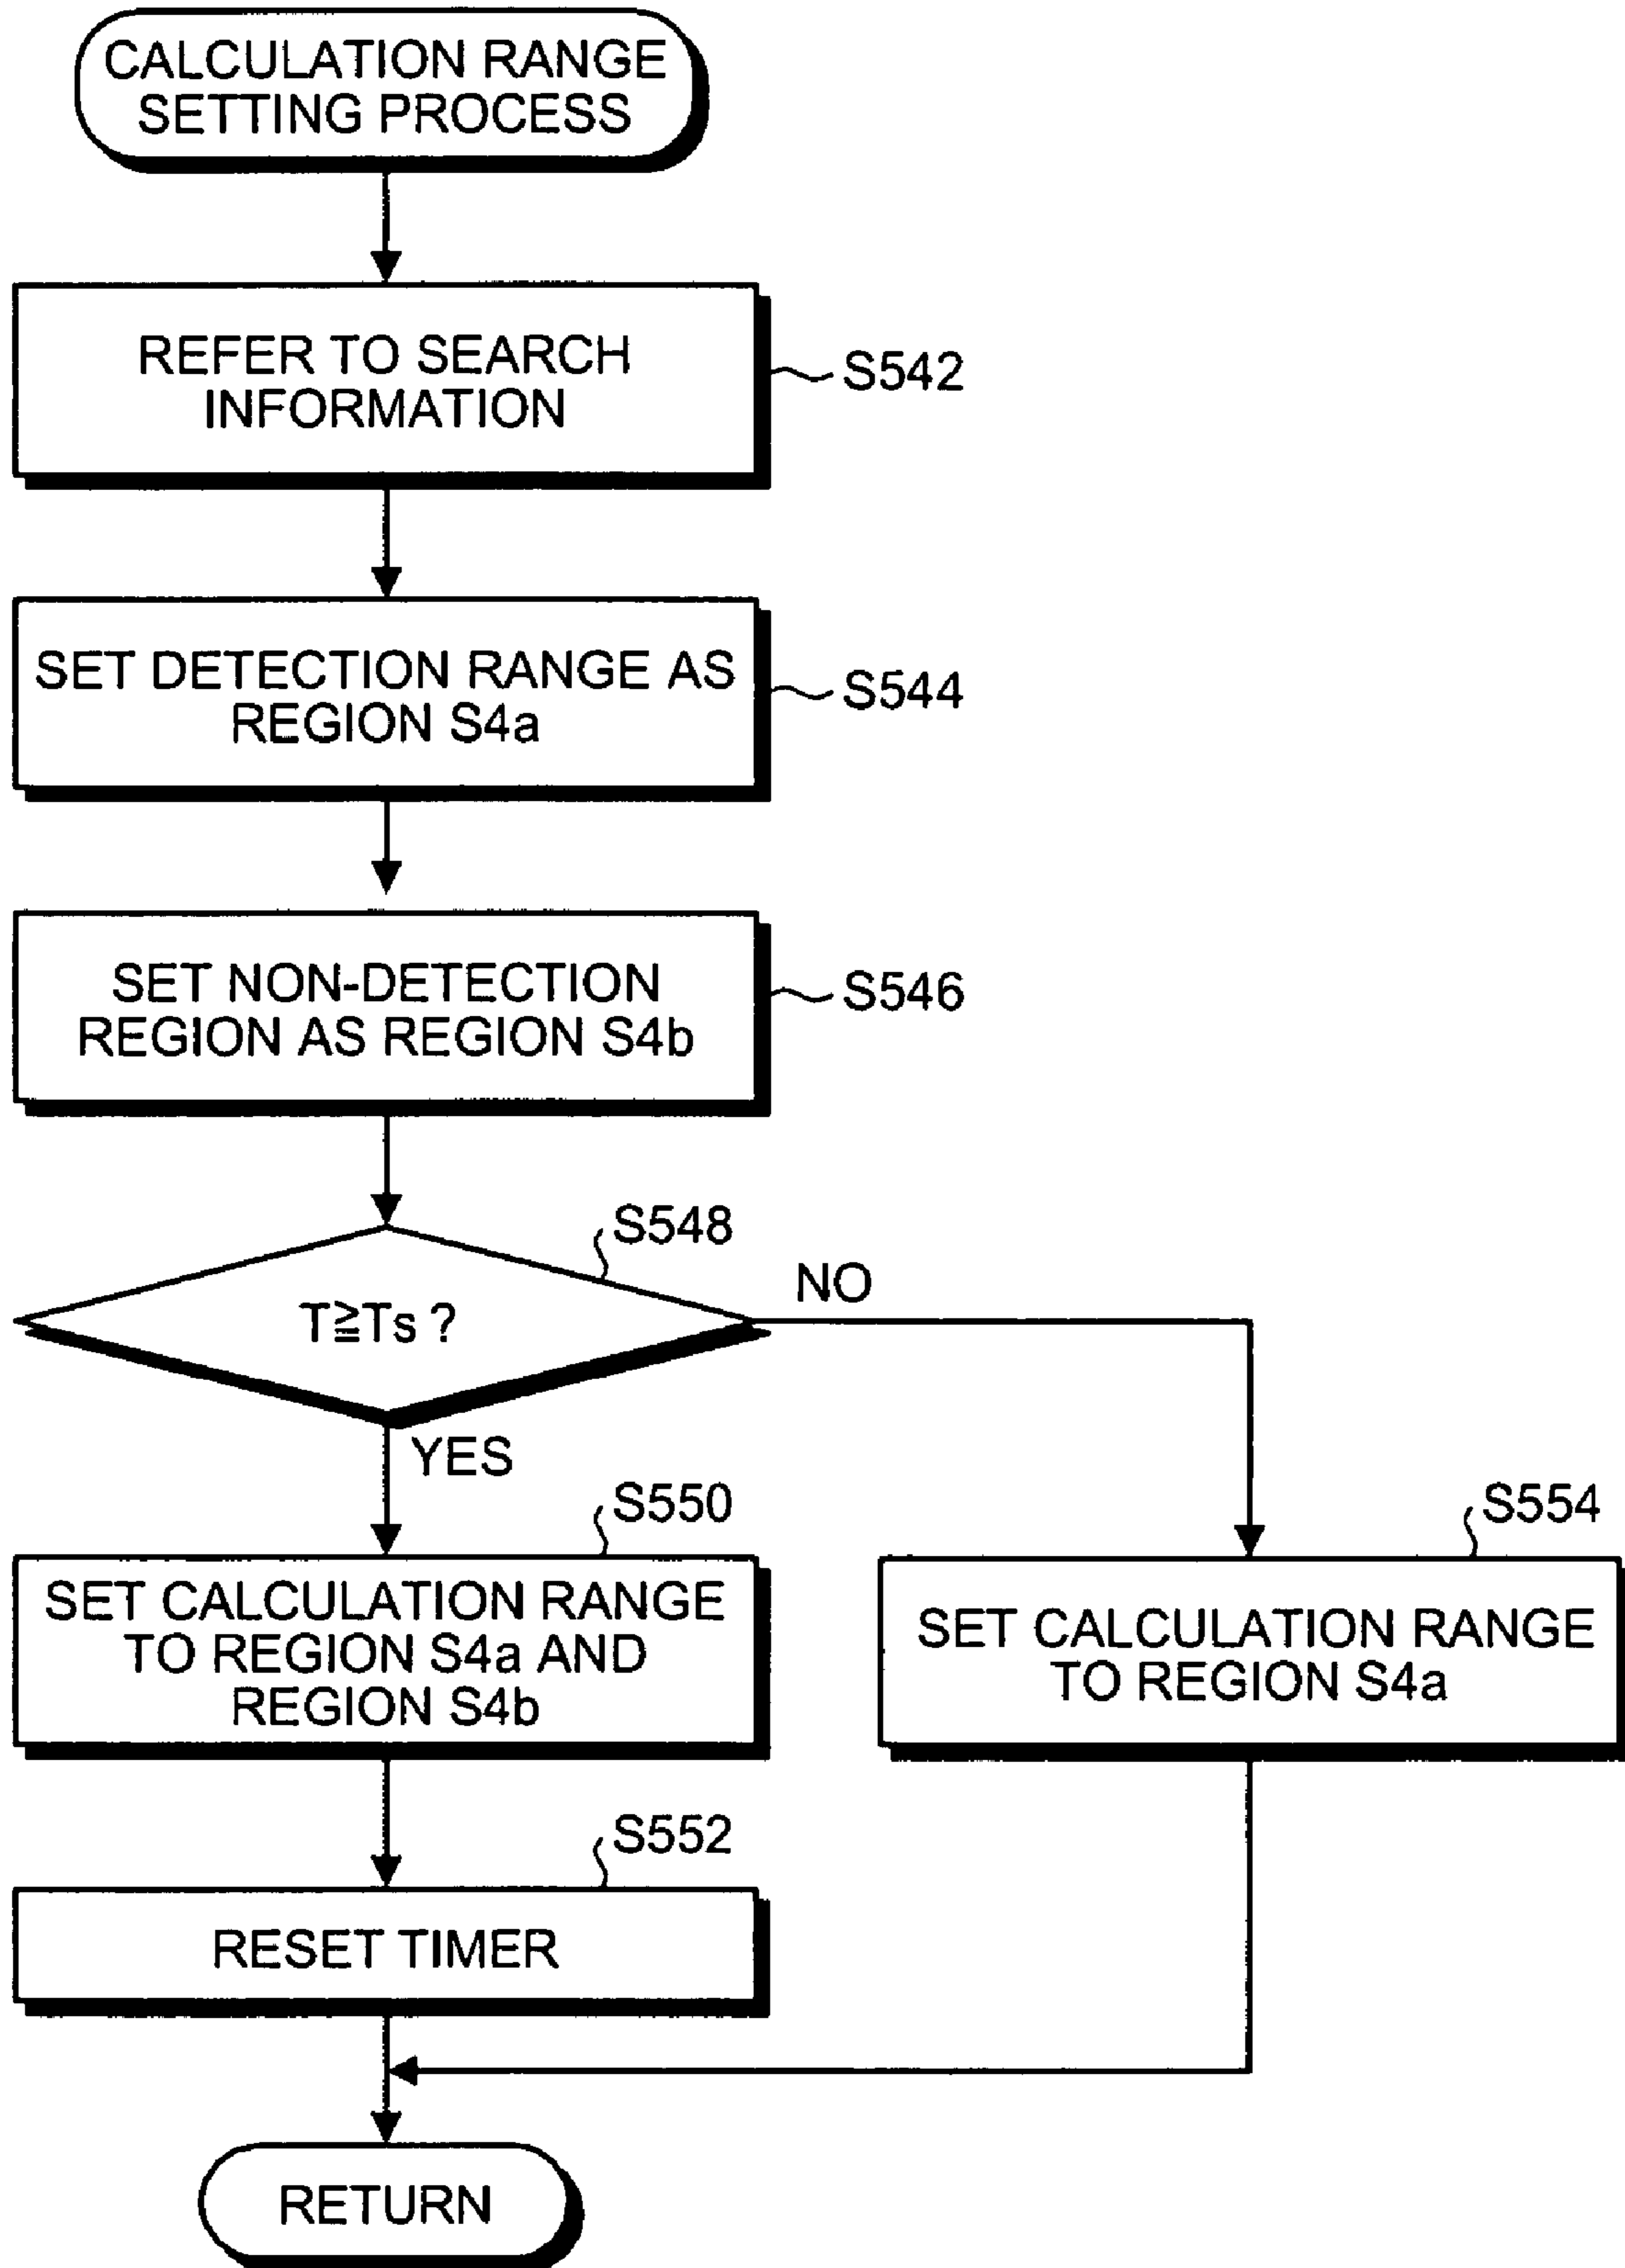 CALCULATION RANGE
SETTING PROCESS
REFER TO SEARCH
INFORMATION
S542
SET DETECTION RANGE AS
REGION S4a
S544
SET NON-DETECTION
REGION AS REGION S4b
S546
S548
T≧Ts ?
NO
YES
S550
SET CALCULATION RANGE
TO REGION S4a AND
REGION S4b
S554
SET CALCULATION RANGE
TO REGION S4a
S552
RESET TIMER
RETURN